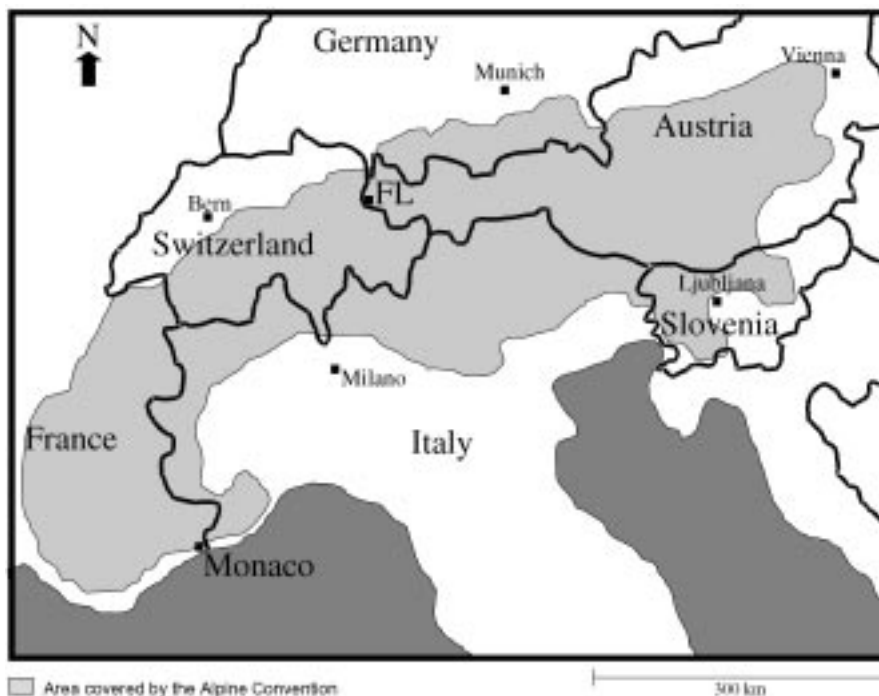 N
Germany
Munich
Vienna
Austria
FL
Bern
Switzerland
Ljubljana
Slovenia
Milano
France
Italy
Monaco
Area covered by the Alpine Convention
300 km